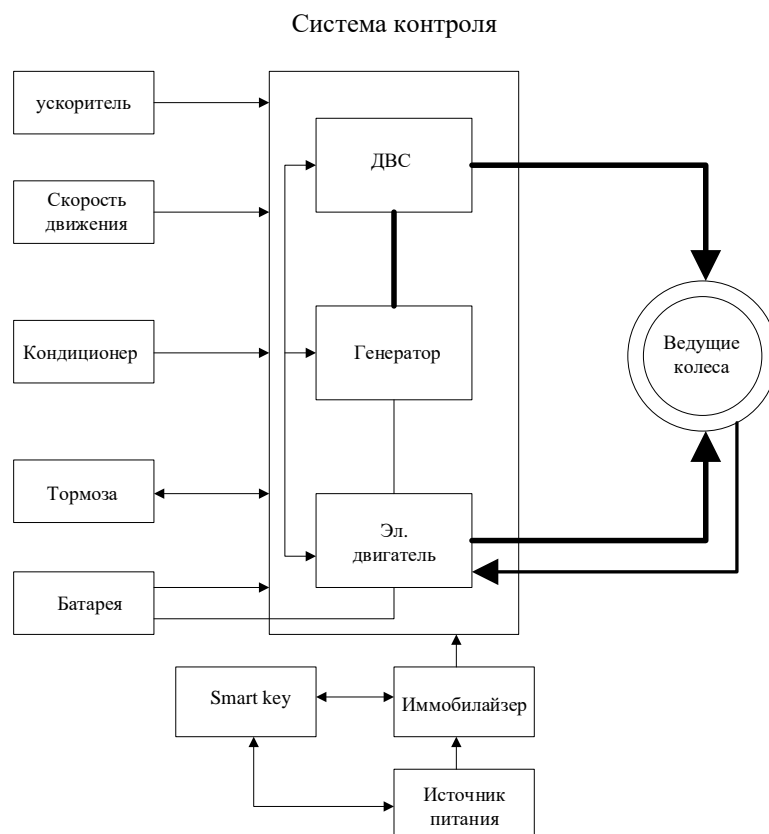 Система контроля
ускоритель
ДВС
Скорость
движения
Кондиционер
Генератор
Ведущие
колеса
Тормоза
Эл.
двигатель
Батарея
Smart key
Иммобилайзер
Источник
питания